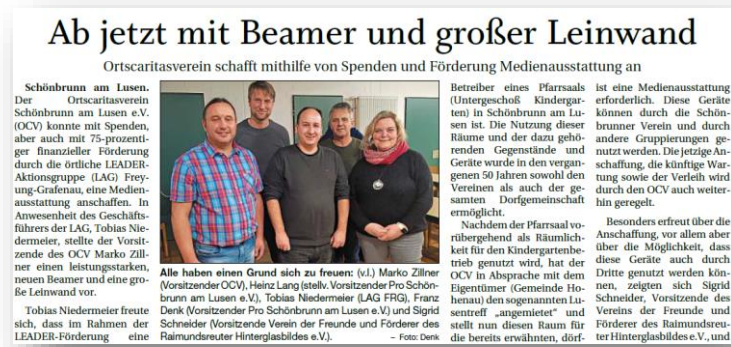 Ab jetzt mit Beamer und großer Leinwand
Ortscaritasverein schafft mithilfe von Spenden und Förderung Medienausstattung an
Schönbrunn am Lusen.
Der Ortscaritasverein
Schönbrunn am Lusen e.V.
(OCV) konnte mit Spenden,
aber auch mit 75-prozenti-
ger finanzieller Förderung
durch die örtliche LEADER-
Aktionsgruppe (LAG) Frey-
ung-Grafenau, eine Medien-
ausstattung anschaffen. In
Anwesenheit des Geschäfts-
führers der LAG, Tobias Nie-
dermeier, stellte der Vorsit-
zende des OCV Marko Zill-
ner einen leistungsstarken,
neuen Beamer und eine gro-
ße Leinwand vor.
Tobias Niedermeier freute
sich, dass im Rahmen der
LEADER-Förderung eine
Alle haben einen Grund sich zu freuen: (v.l.) Marko Zillner
(Vorsitzender OCV), Heinz Lang (stellv. Vorsitzender Pro Schön-
brunn am Lusen e.V.), Tobias Niedermeier (LAG FRG), Franz
Denk (Vorsitzender Pro Schönbrunn am Lusen e.V.) und Sigrid
Schneider (Vorsitzende Verein der Freunde und Förderer des
Raimundsreuter Hinterglasbildes e.V.). – Foto: Denk
Betreiber eines Pfarrsaals
(Untergeschoß Kindergar-
ten) in Schönbrunn am Lu-
sen ist. Die Nutzung dieser
Räume und der dazu gehö-
renden Gegenstände und
Geräte wurde in den vergan-
genen 50 Jahren sowohl den
Vereinen als auch der ge-
samten Dorfgemeinschaft
ermöglicht.
Nachdem der Pfarrsaal vo-
rübergehend als Räumlich-
keit für den Kindergartenbe-
trieb genutzt wird, hat der
OCV in Absprache mit dem
Eigentümer (Gemeinde Ho-
henau) den sogenannten Lu-
sentreff „angemietet“ und
stellt nun diesen Raum für
die bereits erwähnten, dörf-
ist eine Medienausstattung
erforderlich. Diese Geräte
können durch die Schön-
brunner Verein und durch
andere Gruppierungen ge-
nutzt werden. Die jetzige An-
schaffung, die künftige War-
tung sowie der Verleih wird
durch den OCV auch weiter-
hin geregelt.
Besonders erfreut über die
Anschaffung, vor allem aber
über die Möglichkeit, dass
diese Geräte auch durch
Dritte genutzt werden kön-
nen, zeigten sich Sigrid
Schneider, Vorsitzende des
Vereins der Freunde und
Förderer des Raimundsreu-
ter Hinterglasbildes e.V., und